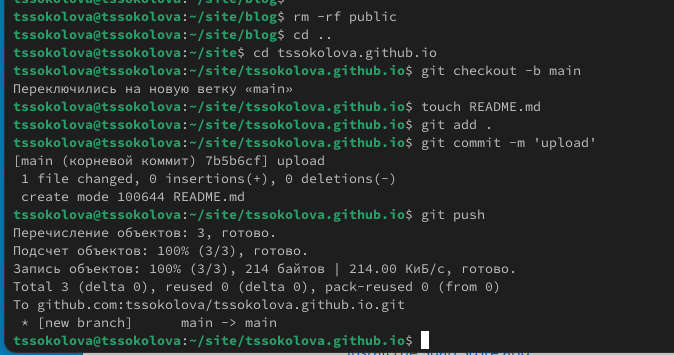 tssokolova@tssokolova:~/site/blog$
tssokolova@tssokolova:~/site/blog$ rm -rf public
tssokolova@tssokolova:~/site/blog$ cd ..
tssokolova@tssokolova:~/site$ cd tssokolova.github.io
tssokolova@tssokolova:~/site/tssokolova.github.io$ git checkout -b main
Переключились на новую ветку «main»
tssokolova@tssokolova:~/site/tssokolova.github.io$ touch README.md
tssokolova@tssokolova:~/site/tssokolova.github.io$ git add .
tssokolova@tssokolova:~/site/tssokolova.github.io$ git commit -m 'upload'
[main (корневой коммит) 7b5b6cf] upload
1 file changed, 0 insertions(+), 0 deletions(-)
create mode 100644 README.md
tssokolova@tssokolova:~/site/tssokolova.github.io$ git push
Перечисление объектов: 3, готово.
Подсчет объектов: 100% (3/3), готово.
Запись объектов: 100% (3/3), 214 байтов | 214.00 КиБ/с, готово.
Total 3 (delta 0), reused 0 (delta 0), pack-reused 0 (from 0)
To github.com:tssokolova/tssokolova.github.io.git
* [new branch]      main -> main
tssokolova@tssokolova:~/site/tssokolova.github.io$